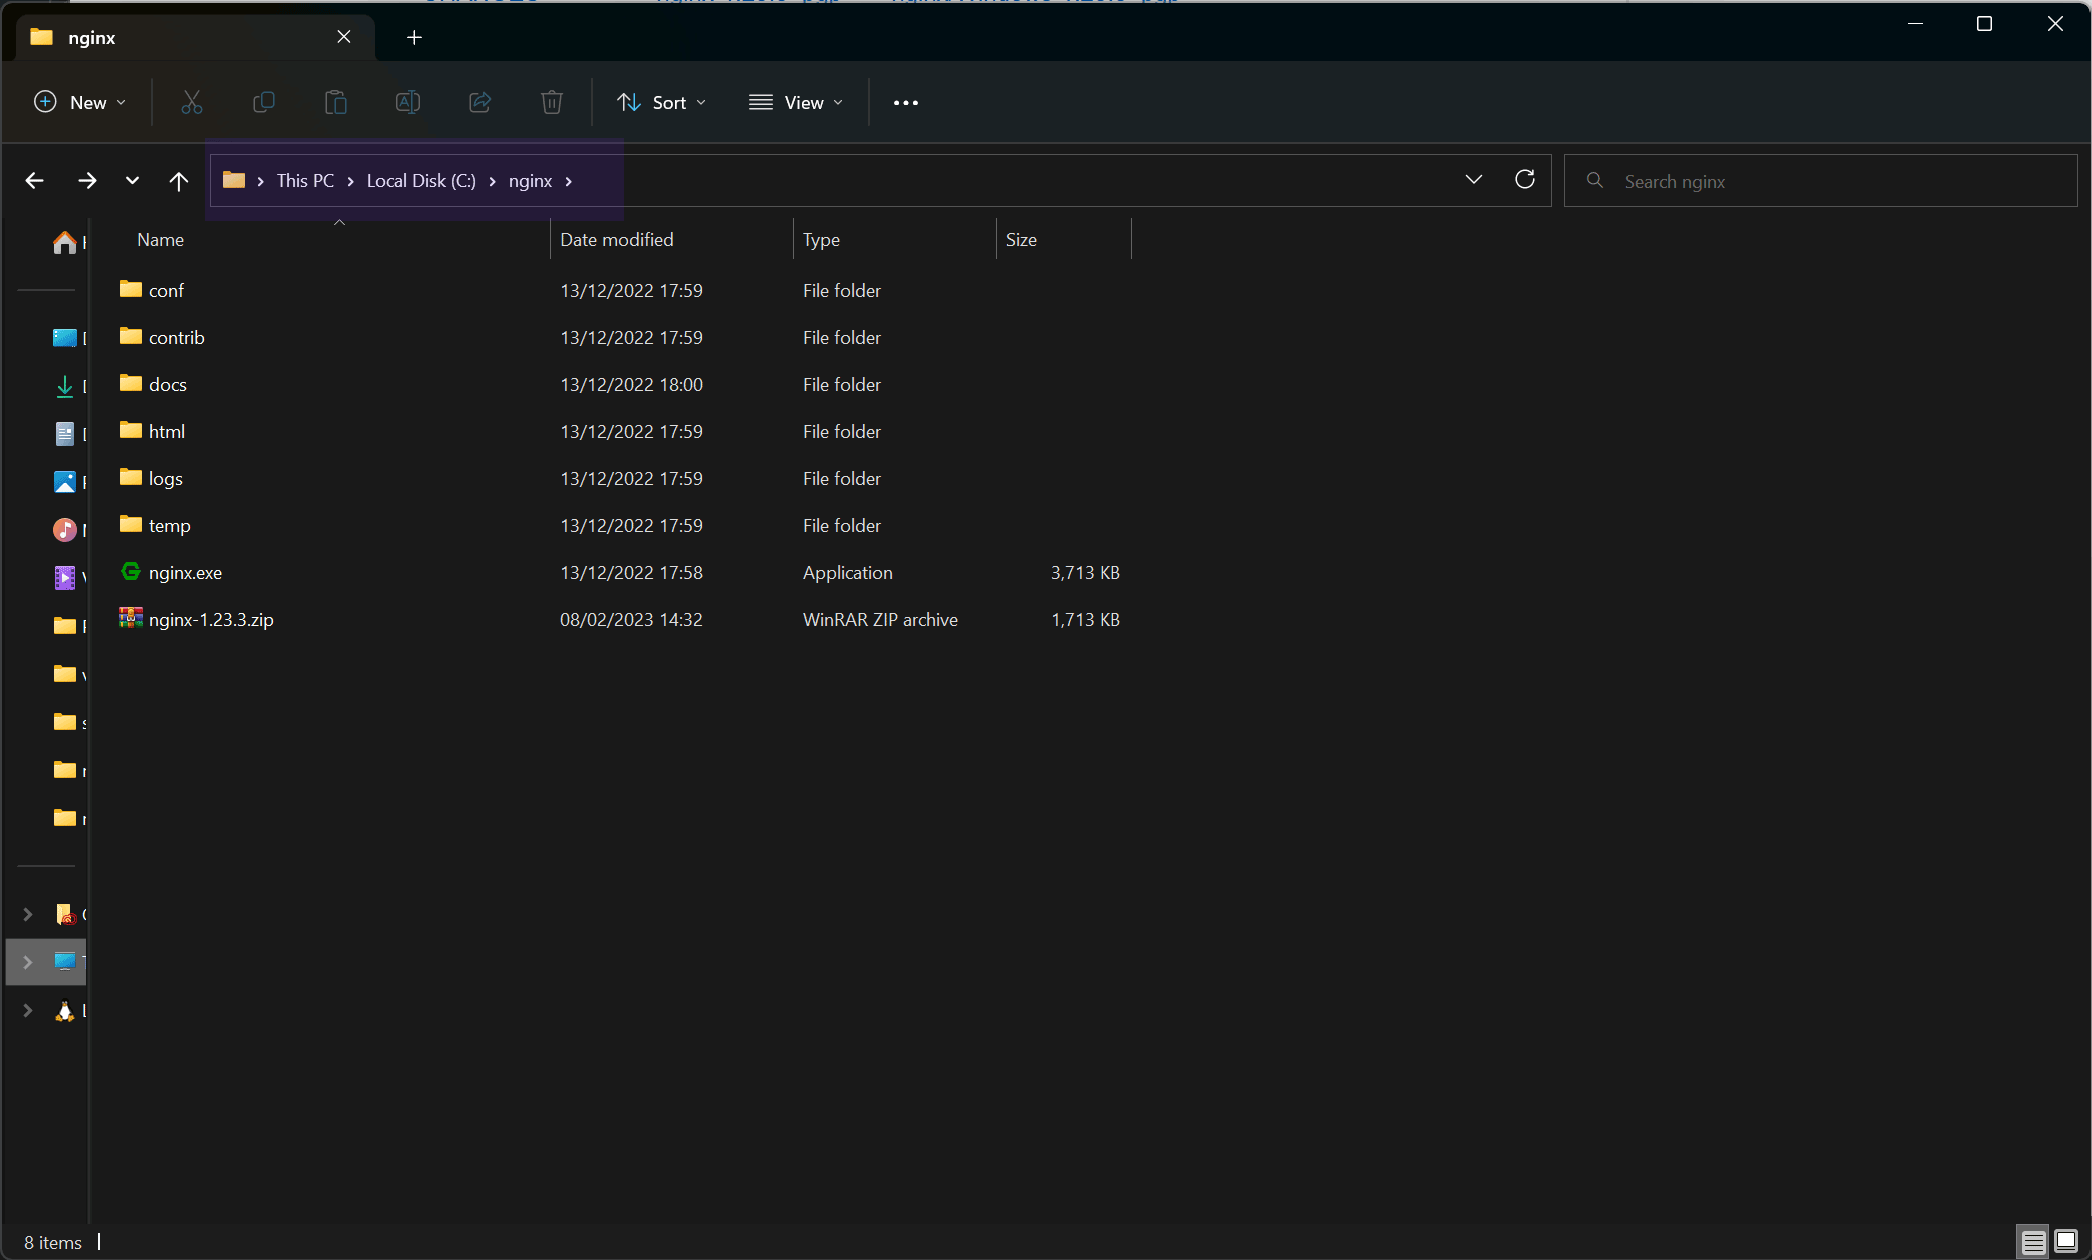 nginx
New Sort View
This PC Local Disk (C:) nginx
Search nginx
Name Date modified Type Size
conf 13/12/2022 17:59 File folder
contrib 13/12/2022 17:59 File folder
docs 13/12/2022 18:00 File folder
html 13/12/2022 17:59 File folder
logs 13/12/2022 17:59 File folder
temp 13/12/2022 17:59 File folder
nginx.exe 13/12/2022 17:58 Application 3,713 KB
nginx-1.23.3.zip 08/02/2023 14:32 WinRAR ZIP archive 1,713 KB
8 items